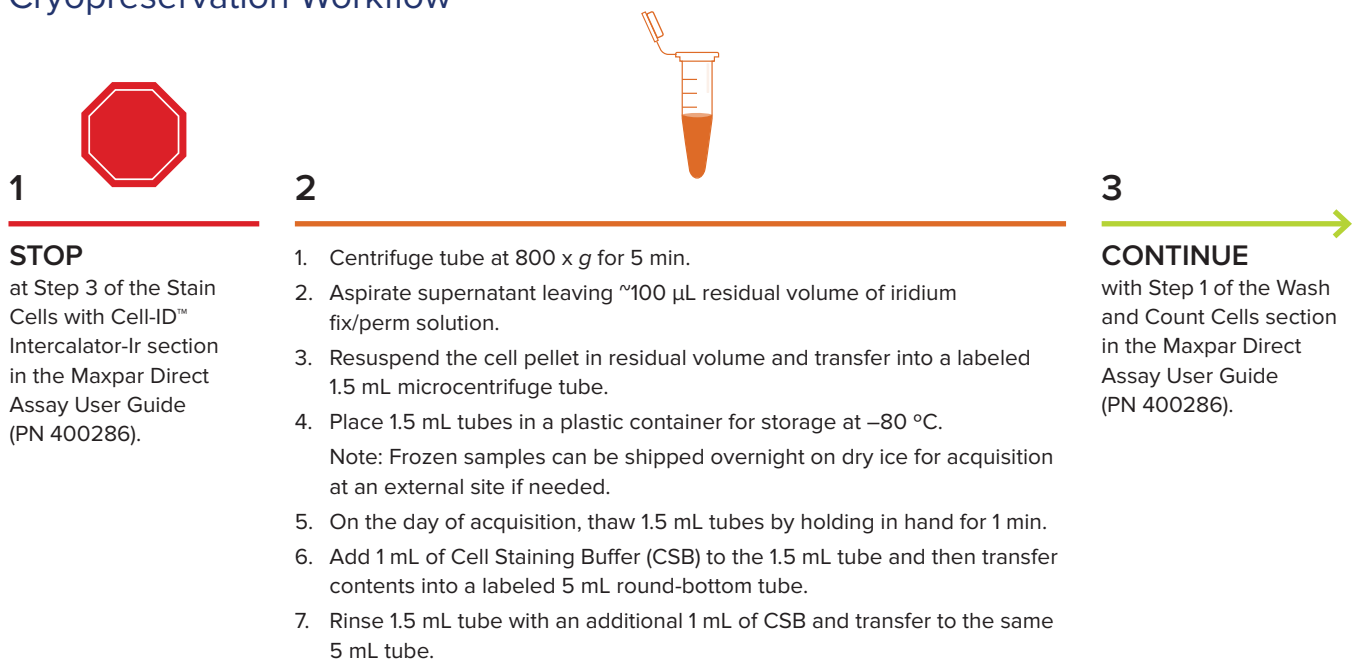 Cryopreservation Workflow
1
STOP
at Step 3 of the Stain
Cells with Cell-ID™
Intercalator-Ir section
in the Maxpar Direct
Assay User Guide
(PN 400286).
2
1. Centrifuge tube at 800 x g for 5 min.
2. Aspirate supernatant leaving ~100 µL residual volume of iridium
fix/perm solution.
3. Resuspend the cell pellet in residual volume and transfer into a labeled
1.5 mL microcentrifuge tube.
4. Place 1.5 mL tubes in a plastic container for storage at –80 ºC.
Note: Frozen samples can be shipped overnight on dry ice for acquisition
at an external site if needed.
5. On the day of acquisition, thaw 1.5 mL tubes by holding in hand for 1 min.
6. Add 1 mL of Cell Staining Buffer (CSB) to the 1.5 mL tube and then transfer
contents into a labeled 5 mL round-bottom tube.
7. Rinse 1.5 mL tube with an additional 1 mL of CSB and transfer to the same
5 mL tube.
3
CONTINUE
with Step 1 of the Wash
and Count Cells section
in the Maxpar Direct
Assay User Guide
(PN 400286).